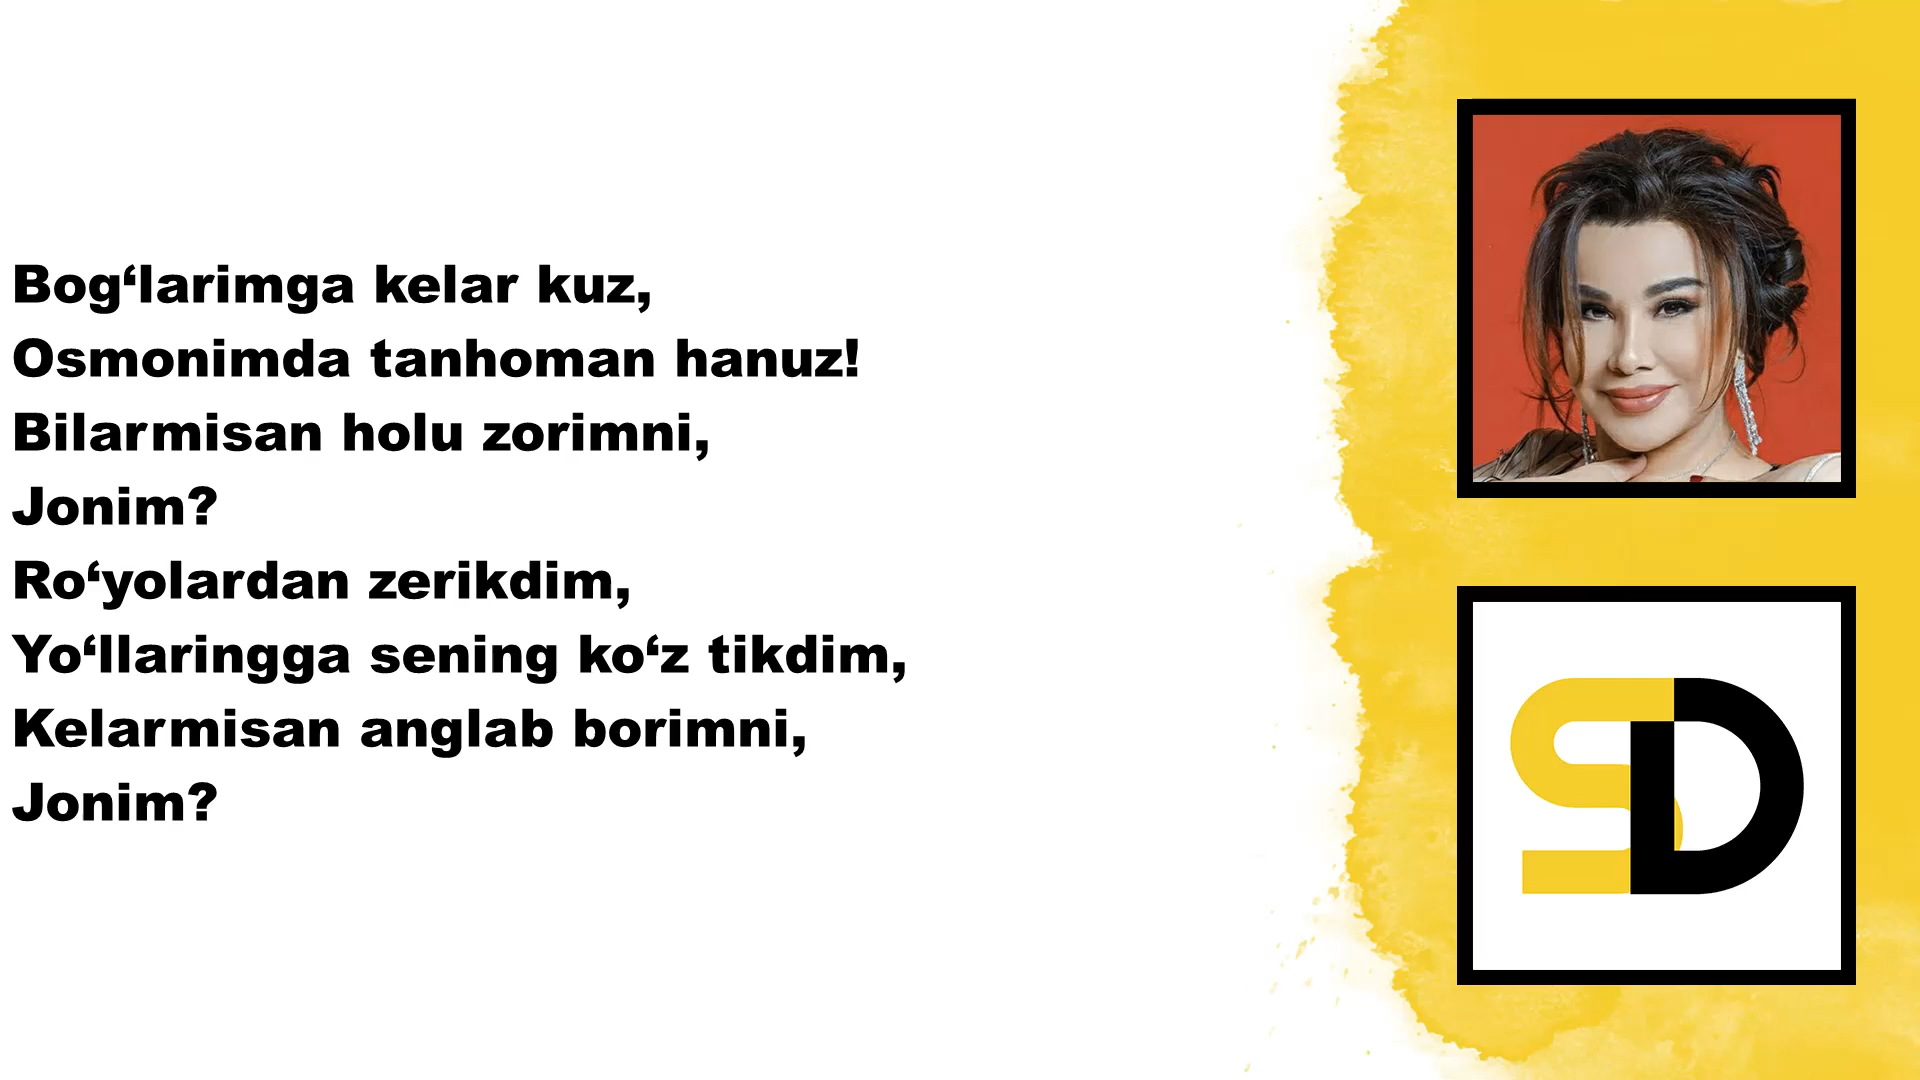 Bog‘larimga kelar kuz,
Osmonimda tanhoman hanuz!
Bilarmisan holu zorimni,
Jonim?
Ro‘yolardan zerikdim,
Yo‘llaringga sening ko‘z tikdim,
Kelarmisan anglab borimni,
Jonim?
SD